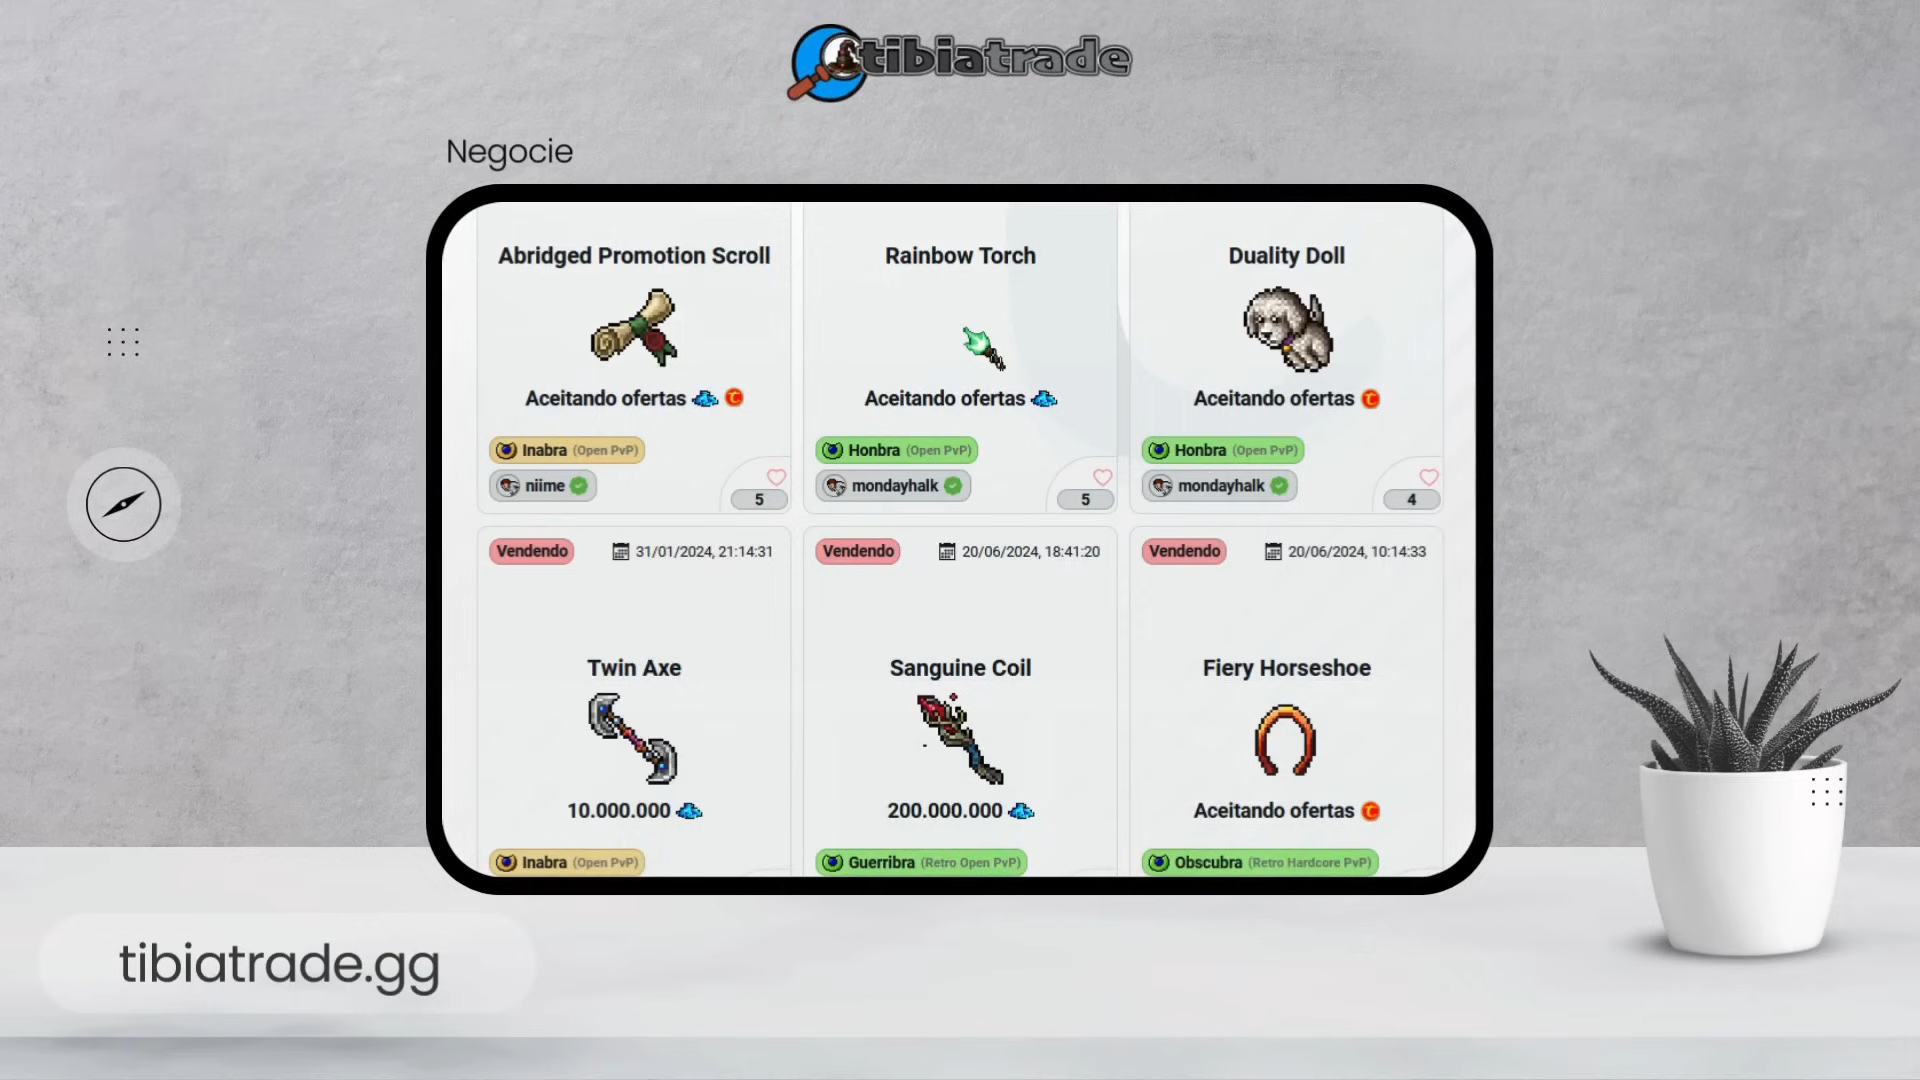 tibiatrade
Negocie
Abridged Promotion Scroll
Aceitando ofertas
Inabra (Open PvP)
niime
5
Rainbow Torch
Aceitando ofertas
Honbra (Open PvP)
mondayhalk
5
Duality Doll
Aceitando ofertas
Honbra (Open PvP)
mondayhalk
4
Vendendo 31/01/2024, 21:14:31
Twin Axe
10.000.000
Inabra (Open PvP)
Vendendo 20/06/2024, 18:41:20
Sanguine Coil
200.000.000
Guerribra (Retro Open PvP)
Vendendo 20/06/2024, 10:14:33
Fiery Horseshoe
Aceitando ofertas
Obscubra (Retro Hardcore PvP)
tibiatrade.gg